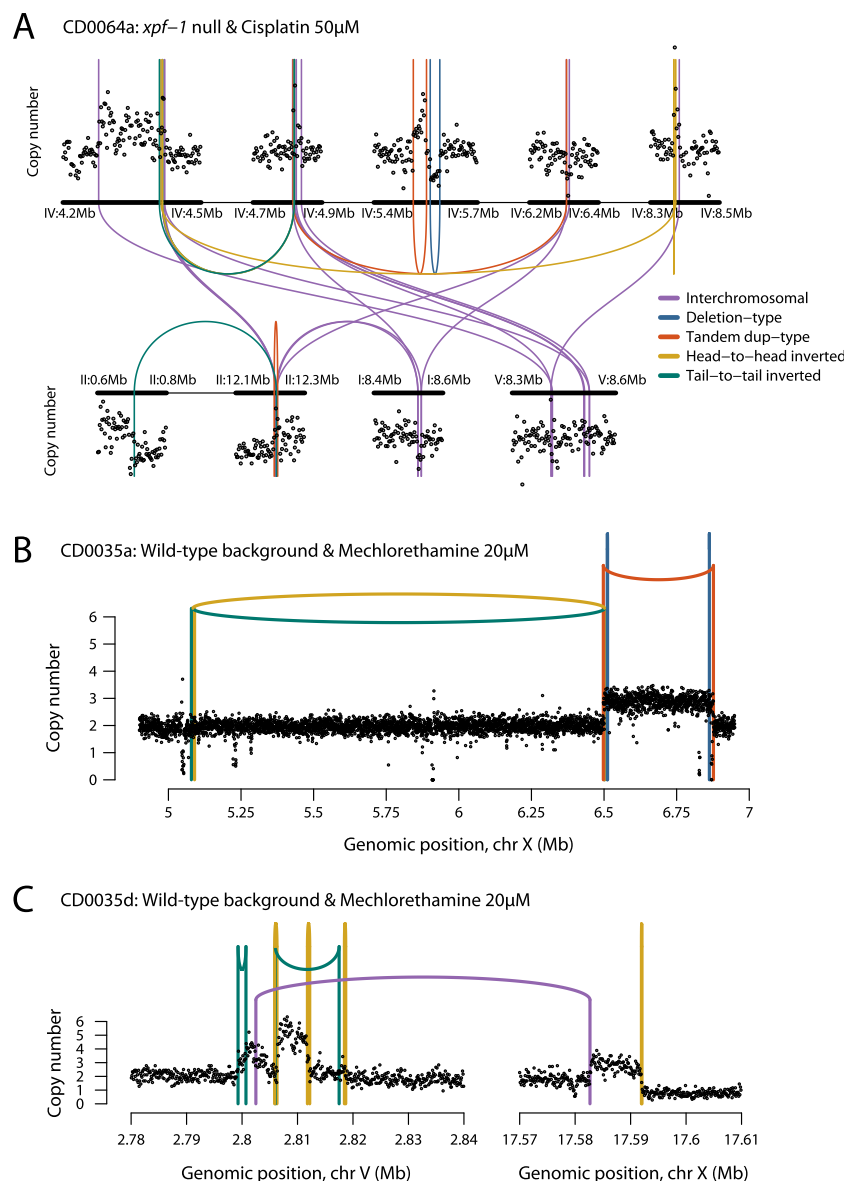 A
CD0064a: xpf−1 null & Cisplatin 50μM
Copy number
IV:4.2Mb IV:4.5Mb IV:4.7Mb IV:4.9Mb IV:5.4Mb IV:5.7Mb IV:6.2Mb IV:6.4Mb IV:8.3Mb IV:8.5Mb
Interchromosomal
Deletion−type
Tandem dup−type
Head−to−head inverted
Tail−to−tail inverted
II:0.6Mb II:0.8Mb II:12.1Mb II:12.3Mb I:8.4Mb I:8.6Mb V:8.3Mb V:8.6Mb
Copy number
B
CD0035a: Wild-type background & Mechlorethamine 20μM
Copy number
6
5
4
3
2
1
0
5 5.25 5.5 5.75 6 6.25 6.5 6.75 7
Genomic position, chr X (Mb)
C
CD0035d: Wild-type background & Mechlorethamine 20μM
Copy number
6
5
4
3
2
1
0
2.78 2.79 2.8 2.81 2.82 2.83 2.84 17.57 17.58 17.59 17.6 17.61
Genomic position, chr V (Mb) Genomic position, chr X (Mb)